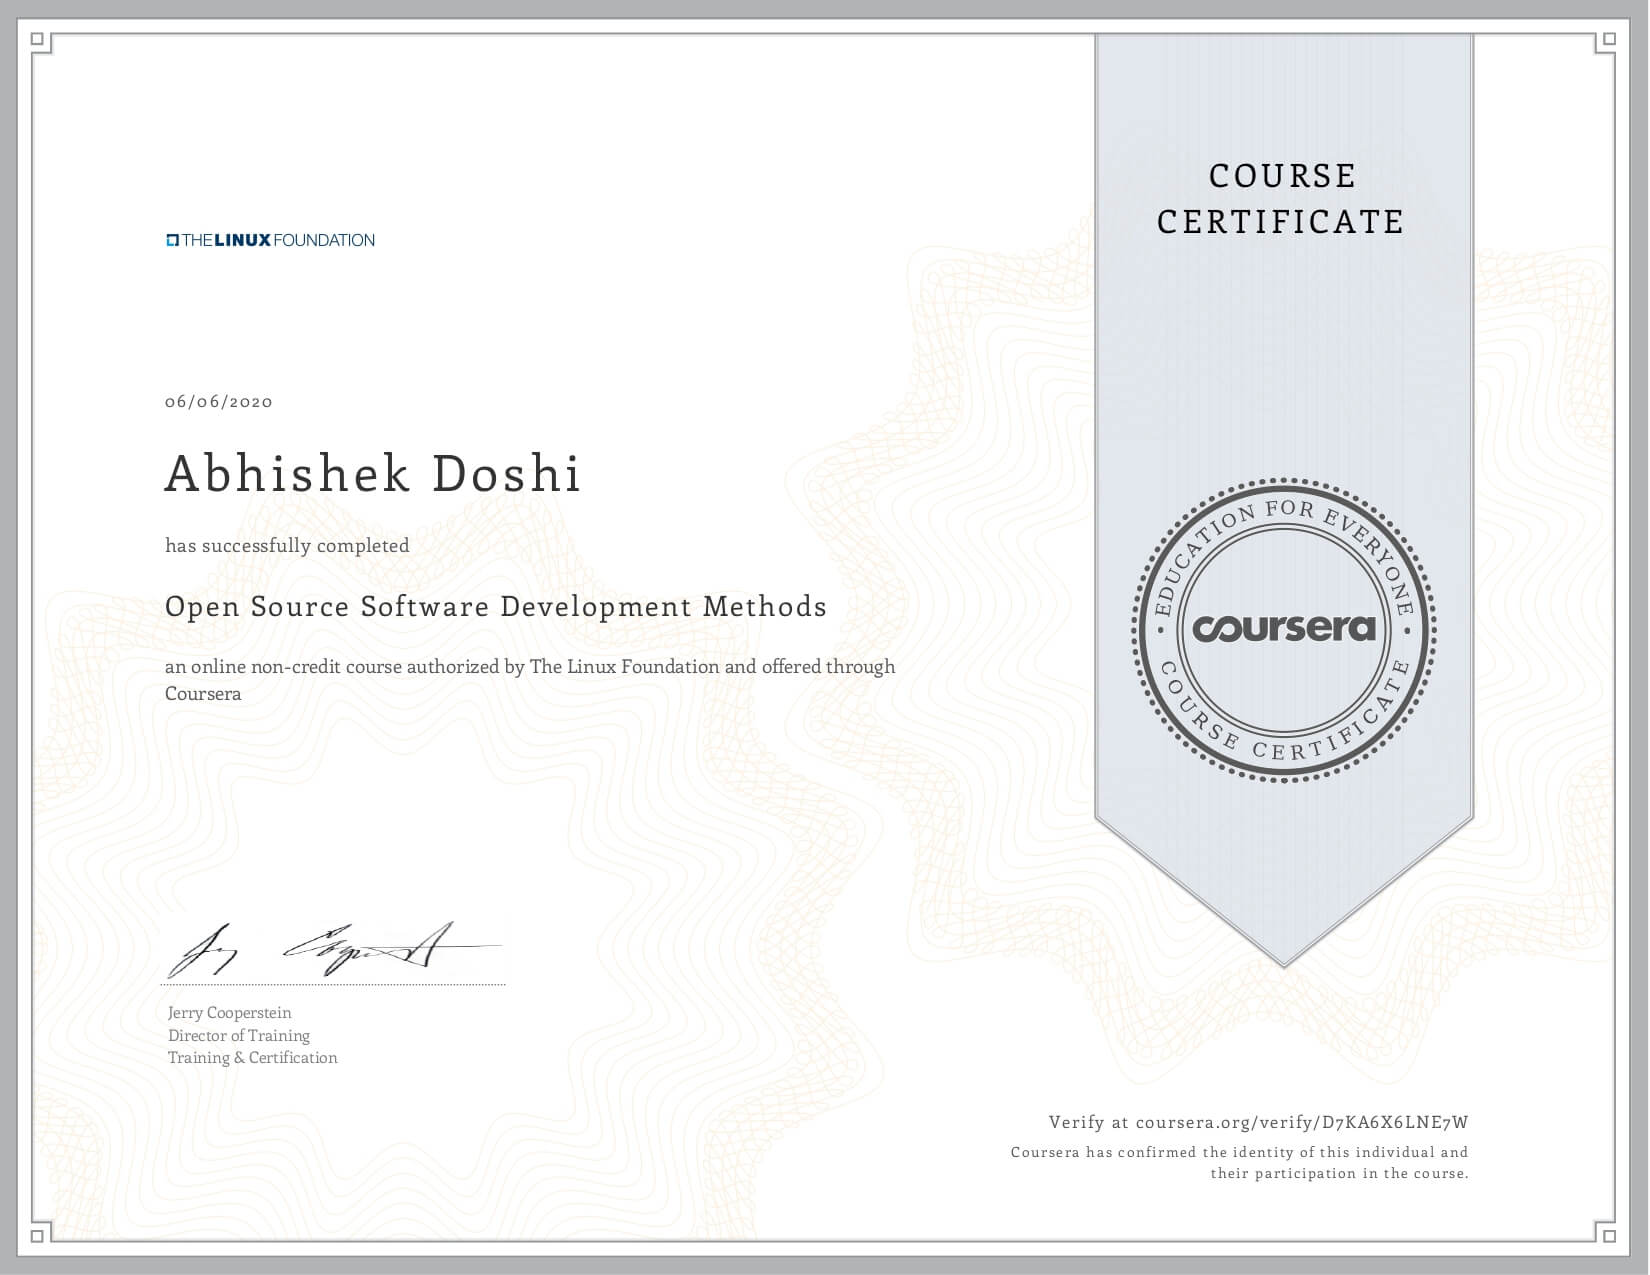 COURSE
CERTIFICATE
THE LINUX FOUNDATION
06/06/2020
Abhishek Doshi
has successfully completed
Open Source Software Development Methods
an online non-credit course authorized by The Linux Foundation and offered through
Coursera
EDUCATION FOR EVERYONE
coursera
COURSE CERTIFICATE
Jerry Cooperstein
Director of Training
Training & Certification
Verify at coursera.org/verify/D7KA6X6LNE7W
Coursera has confirmed the identity of this individual and
their participation in the course.